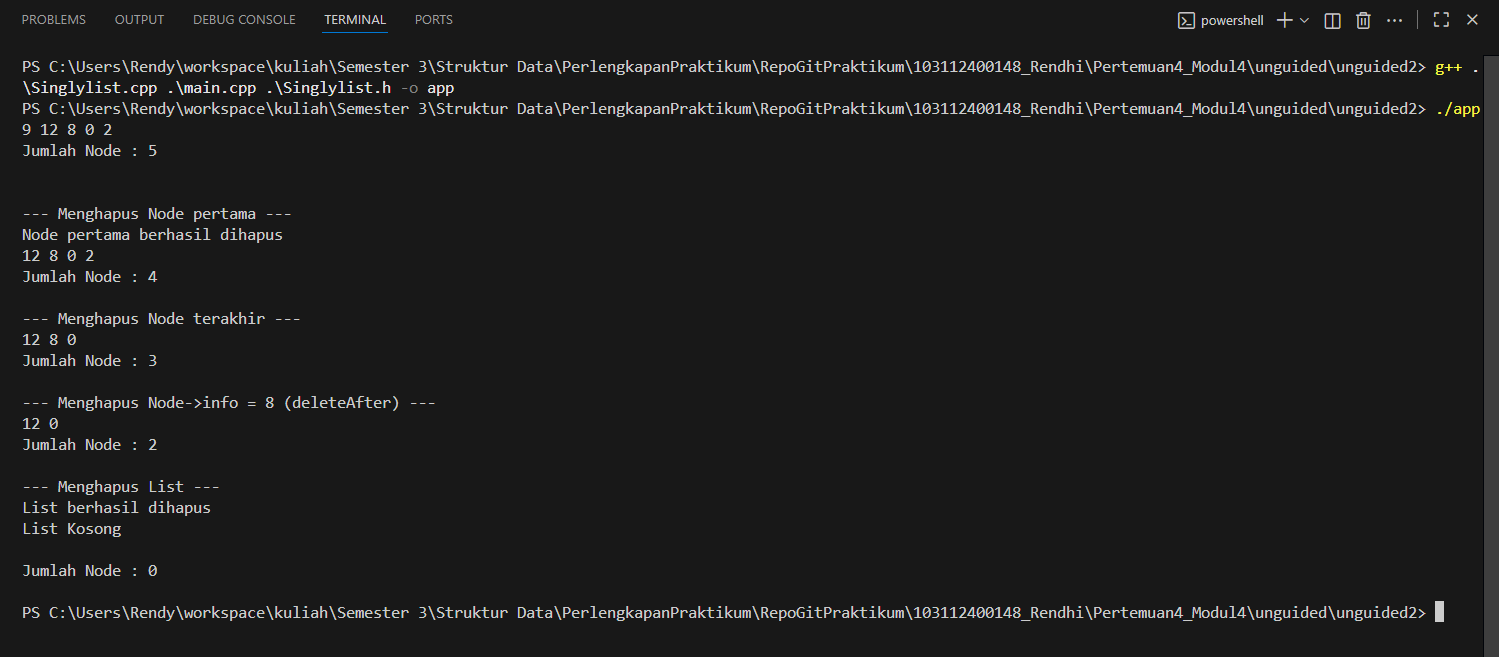 PROBLEMS OUTPUT DEBUG CONSOLE TERMINAL PORTS powershell
PS C:\Users\Rendy\workspace\kuliah\Semester 3\Struktur Data\PerlengkapanPraktikum\RepoGitPraktikum\103112400148_Rendhi\Pertemuan4_Modul4\unguided\unguided2> g++ .
\Singlylist.cpp .\main.cpp .\Singlylist.h -o app
PS C:\Users\Rendy\workspace\kuliah\Semester 3\Struktur Data\PerlengkapanPraktikum\RepoGitPraktikum\103112400148_Rendhi\Pertemuan4_Modul4\unguided\unguided2> ./app
9 12 8 0 2
Jumlah Node : 5
--- Menghapus Node pertama ---
Node pertama berhasil dihapus
12 8 0 2
Jumlah Node : 4
--- Menghapus Node terakhir ---
12 8 0
Jumlah Node : 3
--- Menghapus Node->info = 8 (deleteAfter) ---
12 0
Jumlah Node : 2
--- Menghapus List ---
List berhasil dihapus
List Kosong
Jumlah Node : 0
PS C:\Users\Rendy\workspace\kuliah\Semester 3\Struktur Data\PerlengkapanPraktikum\RepoGitPraktikum\103112400148_Rendhi\Pertemuan4_Modul4\unguided\unguided2>